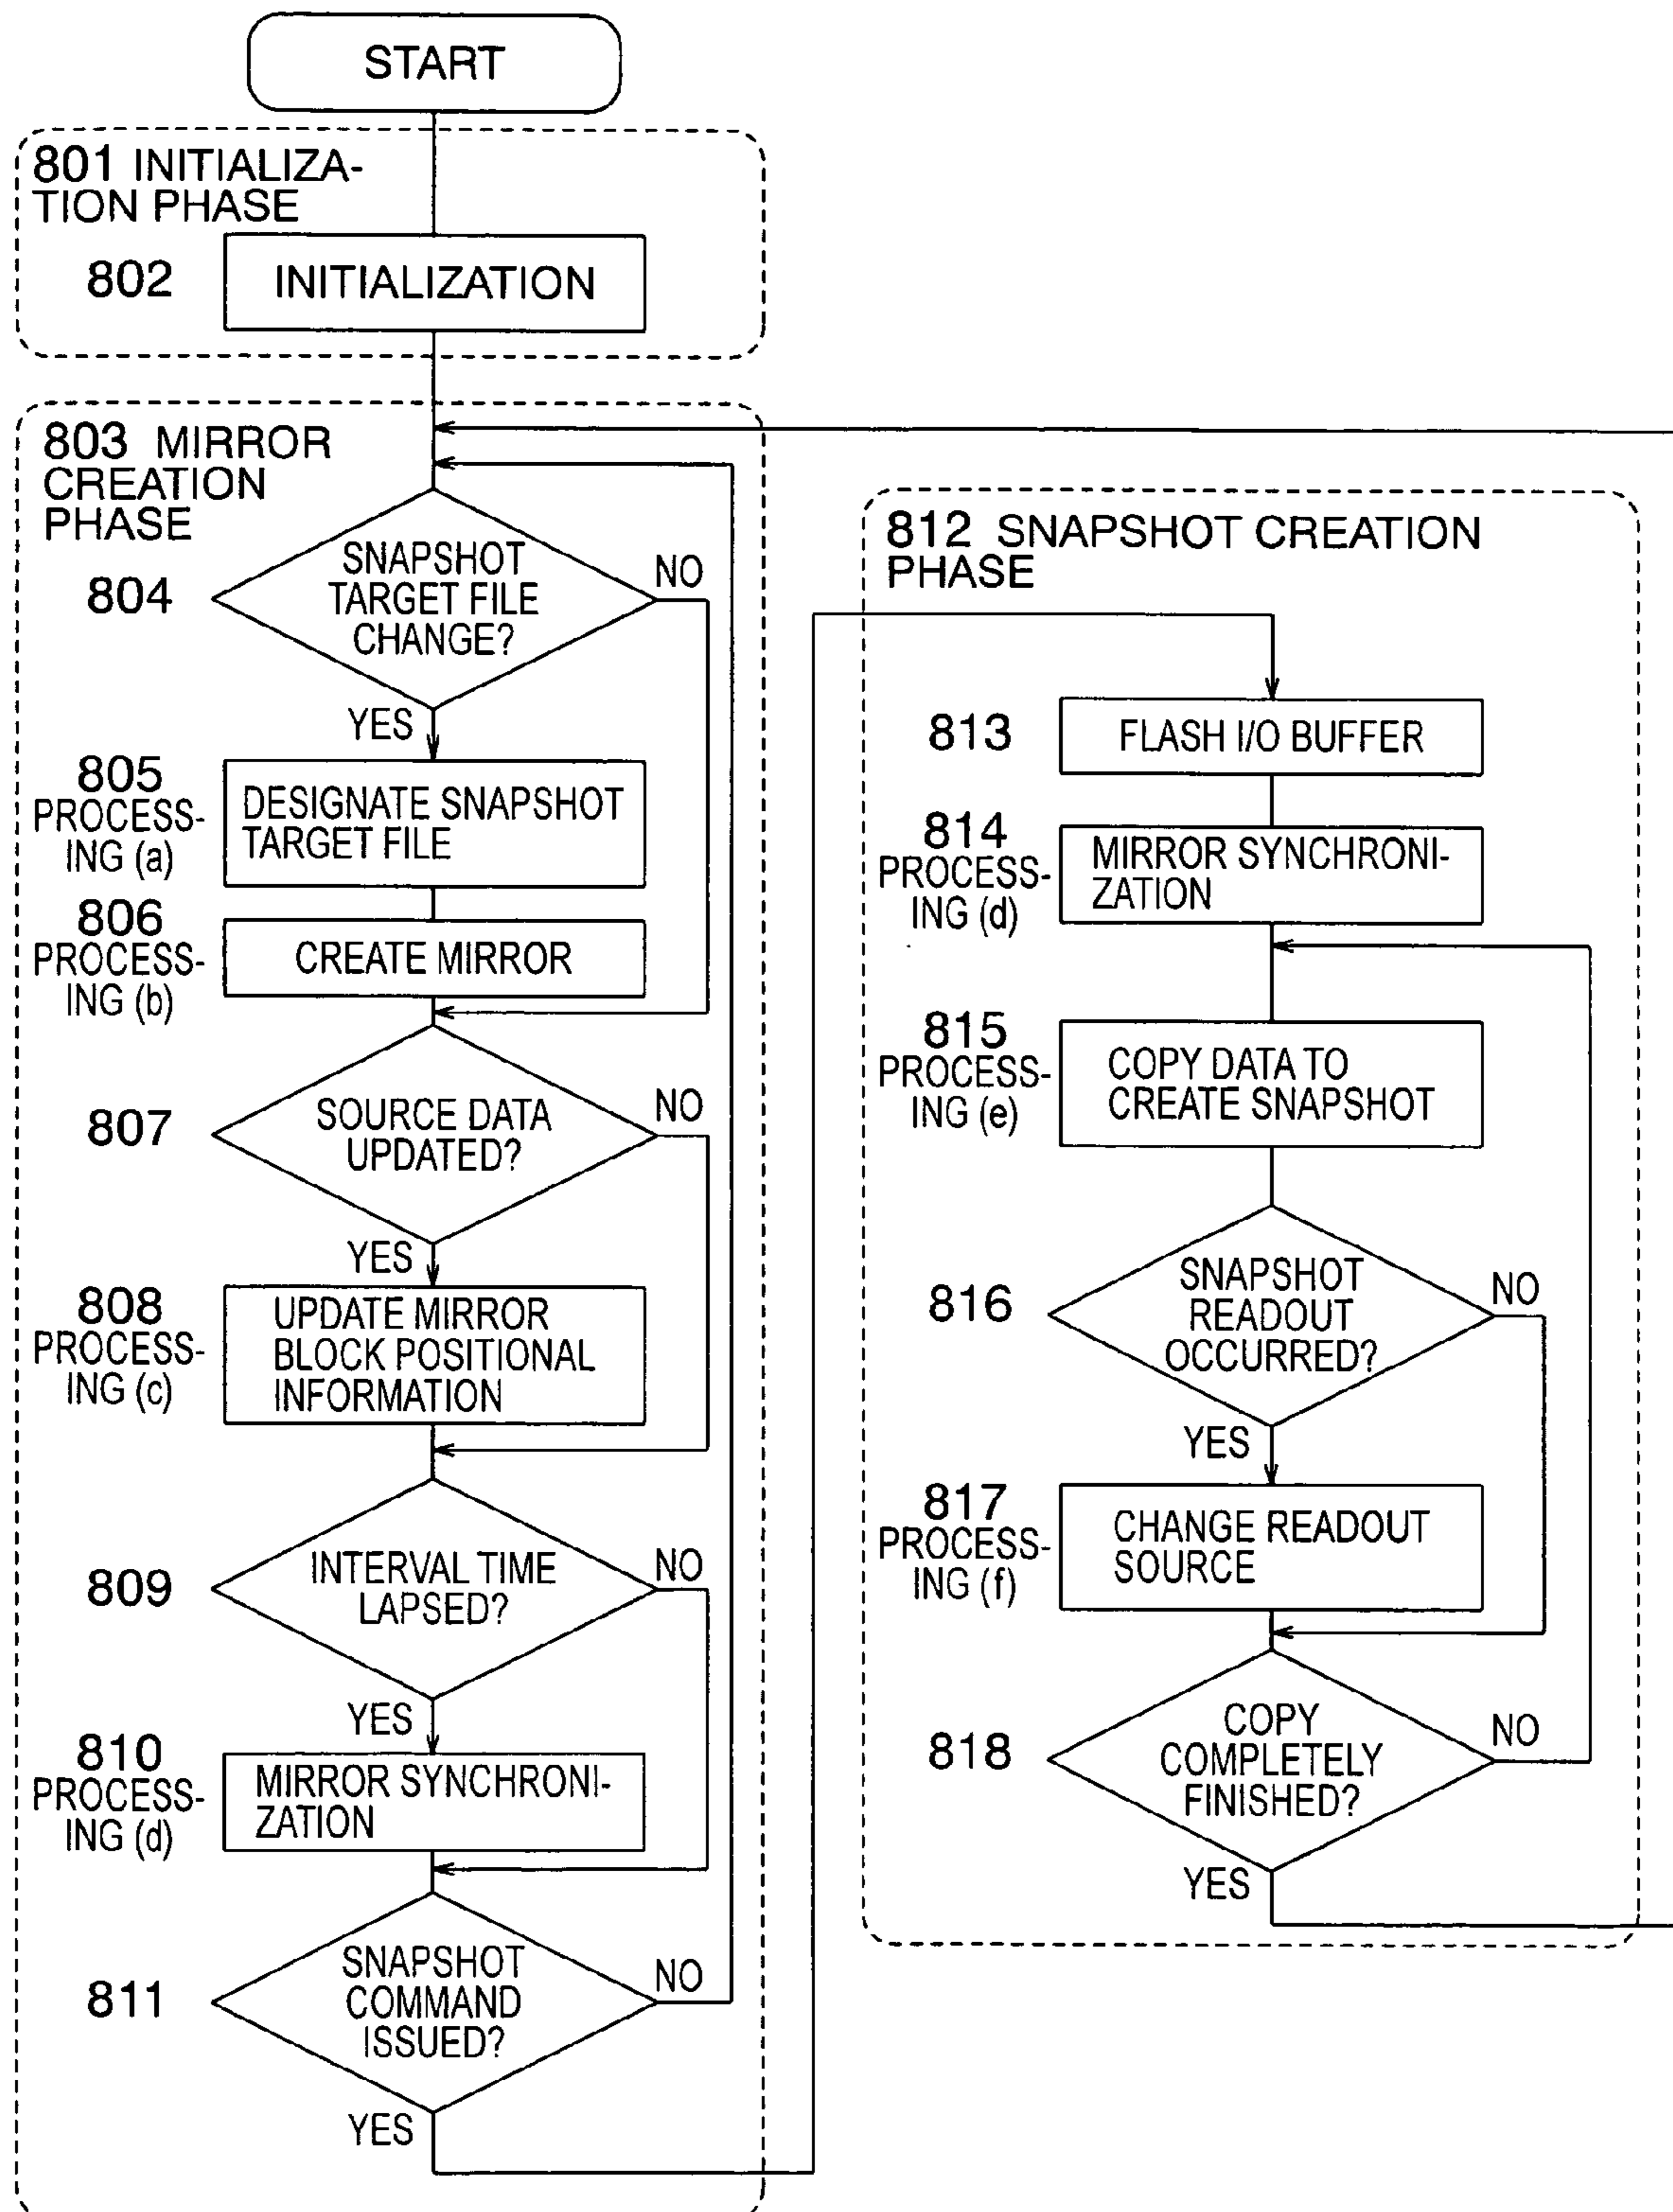 START
801 INITIALIZA-
TION PHASE
802
INITIALIZATION
803 MIRROR
CREATION
PHASE
804
SNAPSHOT
TARGET FILE
CHANGE?
NO
YES
805
PROCESS-
ING (a)
DESIGNATE SNAPSHOT
TARGET FILE
806
PROCESS-
ING (b)
CREATE MIRROR
807
SOURCE DATA
UPDATED?
NO
YES
808
PROCESS-
ING (c)
UPDATE MIRROR
BLOCK POSITIONAL
INFORMATION
809
INTERVAL TIME
LAPSED?
NO
YES
810
PROCESS-
ING (d)
MIRROR SYNCHRONI-
ZATION
811
SNAPSHOT
COMMAND
ISSUED?
NO
YES
812 SNAPSHOT CREATION
PHASE
813
FLASH I/O BUFFER
814
PROCESS-
ING (d)
MIRROR SYNCHRONI-
ZATION
815
PROCESS-
ING (e)
COPY DATA TO
CREATE SNAPSHOT
816
SNAPSHOT
READOUT
OCCURRED?
NO
YES
817
PROCESS-
ING (f)
CHANGE READOUT
SOURCE
818
COPY
COMPLETELY
FINISHED?
NO
YES